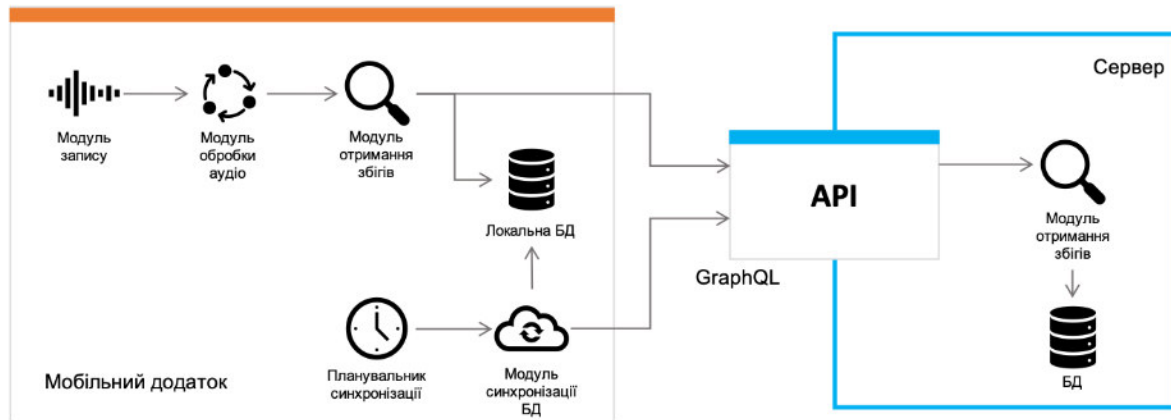 Сервер
Модуль
запису
Модуль
обробки
аудіо
Модуль
отримання
збігів
Локальна БД
API
GraphQL
Модуль
отримання
збігів
БД
Мобільний додаток
Планувальник
синхронізації
Модуль
синхронізації
БД